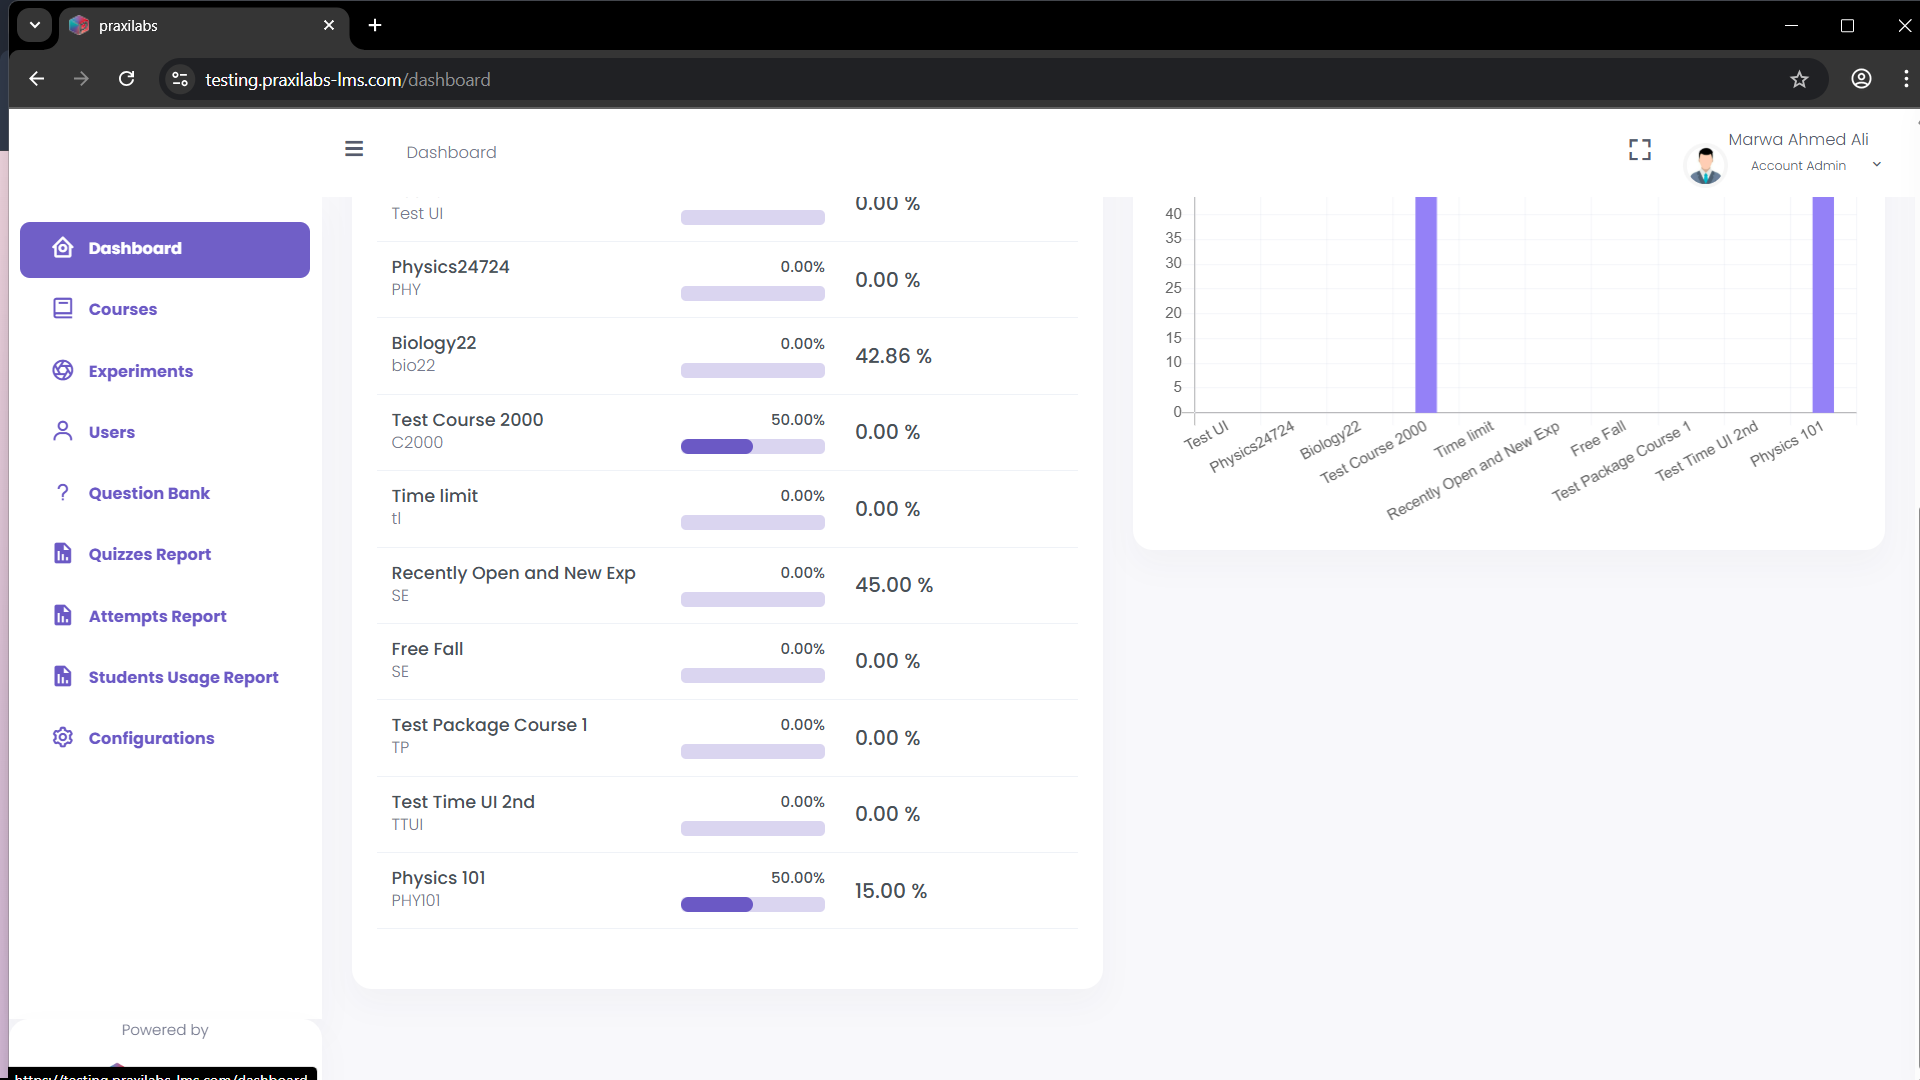 praxilabs
testing.praxilabs-lms.com/dashboard
Dashboard
Marwa Ahmed Ali
Account Admin
Dashboard
Courses
Experiments
Users
? Question Bank
Quizzes Report
Attempts Report
Students Usage Report
Configurations
Powered by
https://testing.praxilabs-lms.com/dashboard
Test UI
0.00 %
Physics24724
PHY
0.00%
0.00 %
Biology22
bio22
0.00%
42.86 %
Test Course 2000
C2000
50.00%
0.00 %
Time limit
tl
0.00%
0.00 %
Recently Open and New Exp
SE
0.00%
45.00 %
Free Fall
SE
0.00%
0.00 %
Test Package Course 1
TP
0.00%
0.00 %
Test Time UI 2nd
TTUI
0.00%
0.00 %
Physics 101
PHY101
50.00%
15.00 %
40
35
30
25
20
15
10
5
0
Test UI
Physics24724
Biology22
Test Course 2000
Time limit
Recently Open and New Exp
Free Fall
Test Package Course 1
Test Time UI 2nd
Physics 101